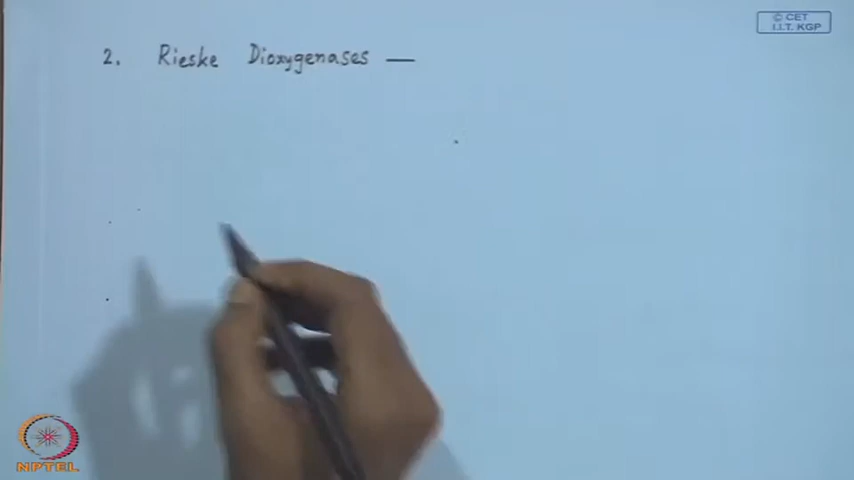 © CET
I.I.T. KGP
2. Rieske Dioxygenases —
NPTEL